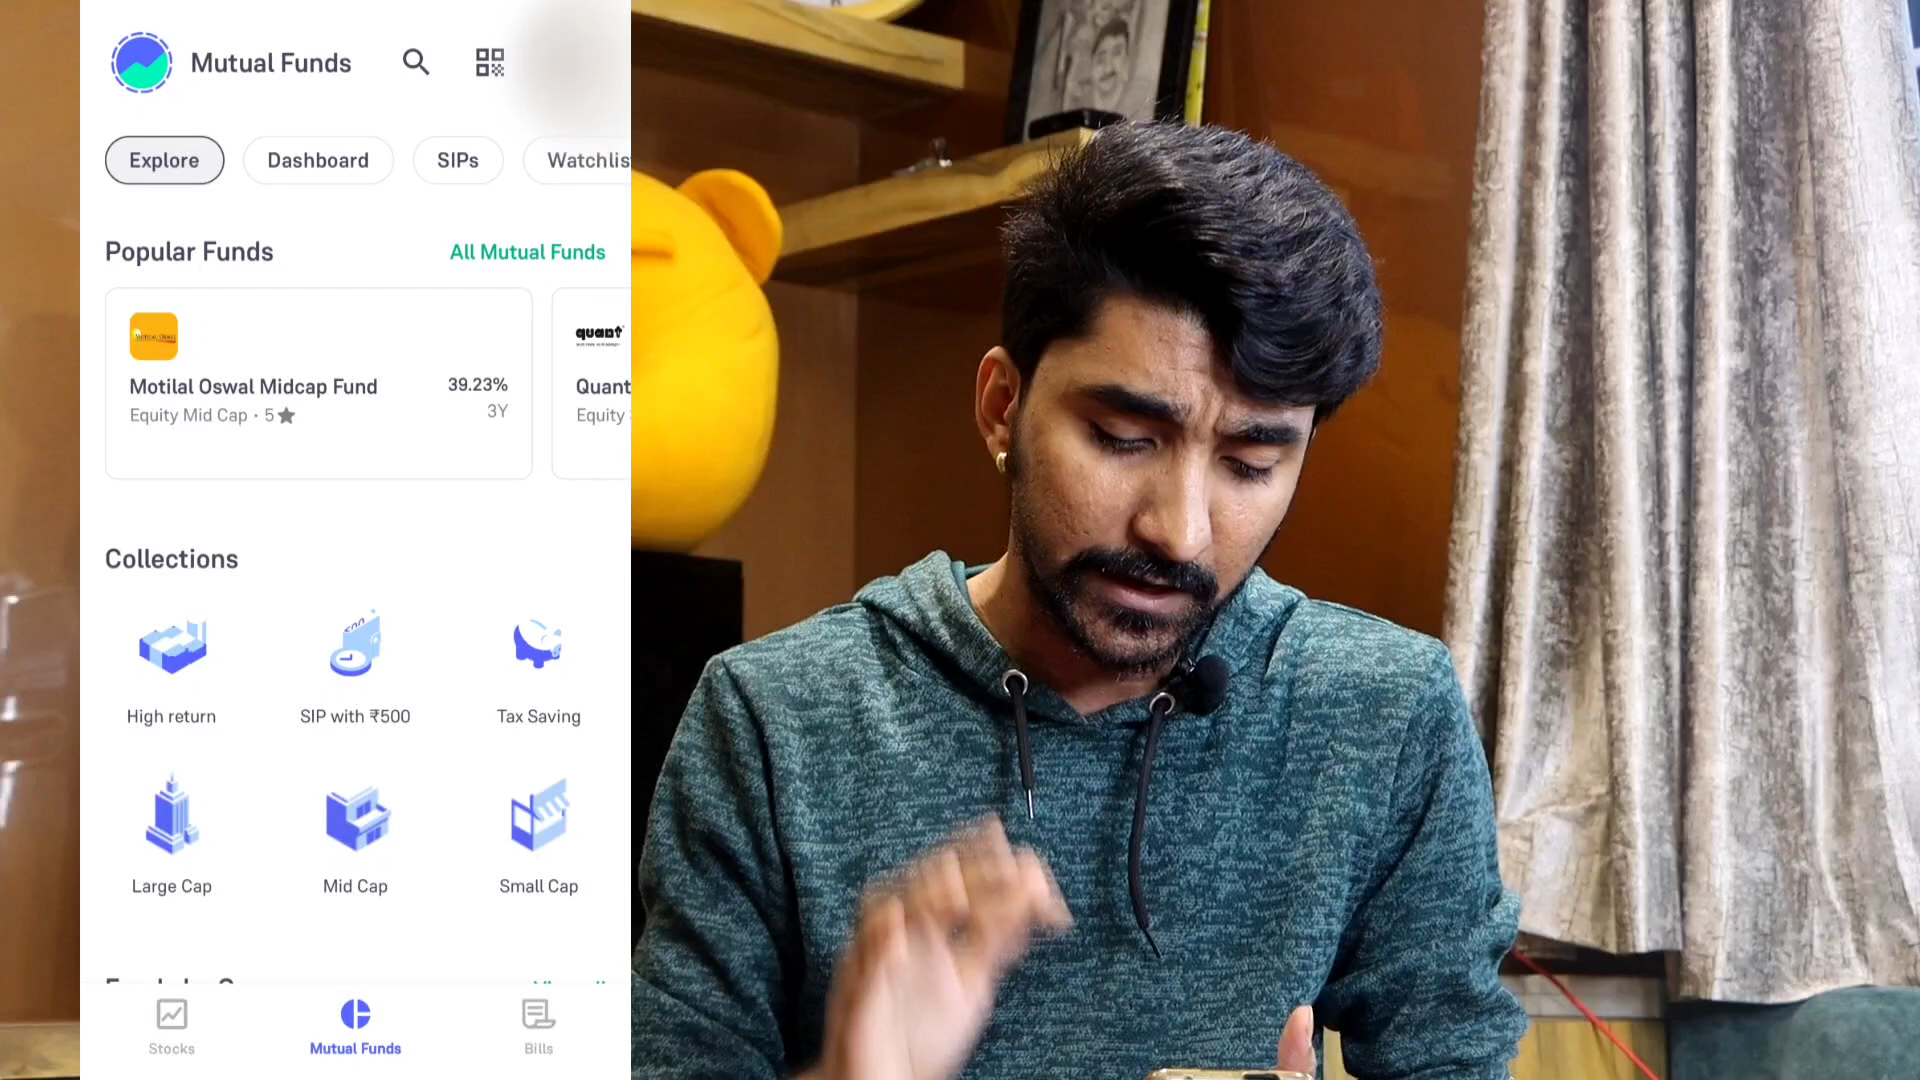 Mutual Funds
Explore
Dashboard
SIPs
Watchlis
Popular Funds
All Mutual Funds
quant
Motilal Oswal Midcap Fund
39.23%
Quant
Equity Mid Cap · 5★
3Y
Equity
Collections
High return
SIP with ₹500
Tax Saving
Large Cap
Mid Cap
Small Cap
Stocks
Mutual Funds
Bills